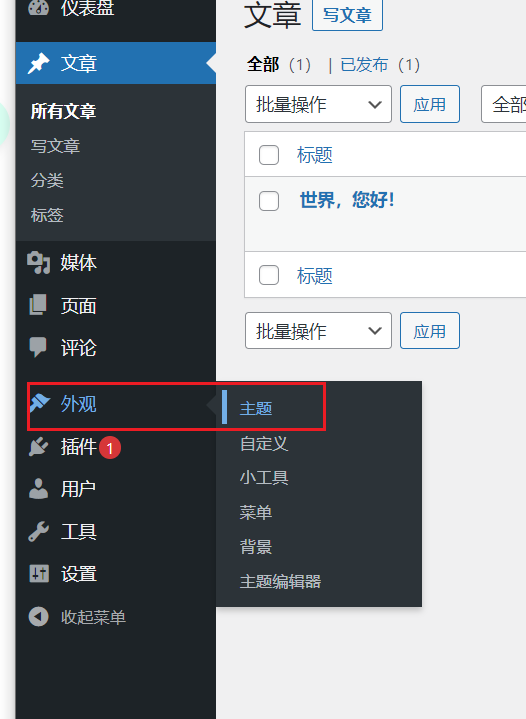 仪表盘
文章
所有文章
写文章
分类
标签
媒体
页面
评论
外观
插件 1
用户
工具
设置
收起菜单
主题
自定义
小工具
菜单
背景
主题编辑器
文章 写文章
全部 (1) | 已发布 (1)
批量操作 应用 全部
标题
世界，您好！
标题
批量操作 应用